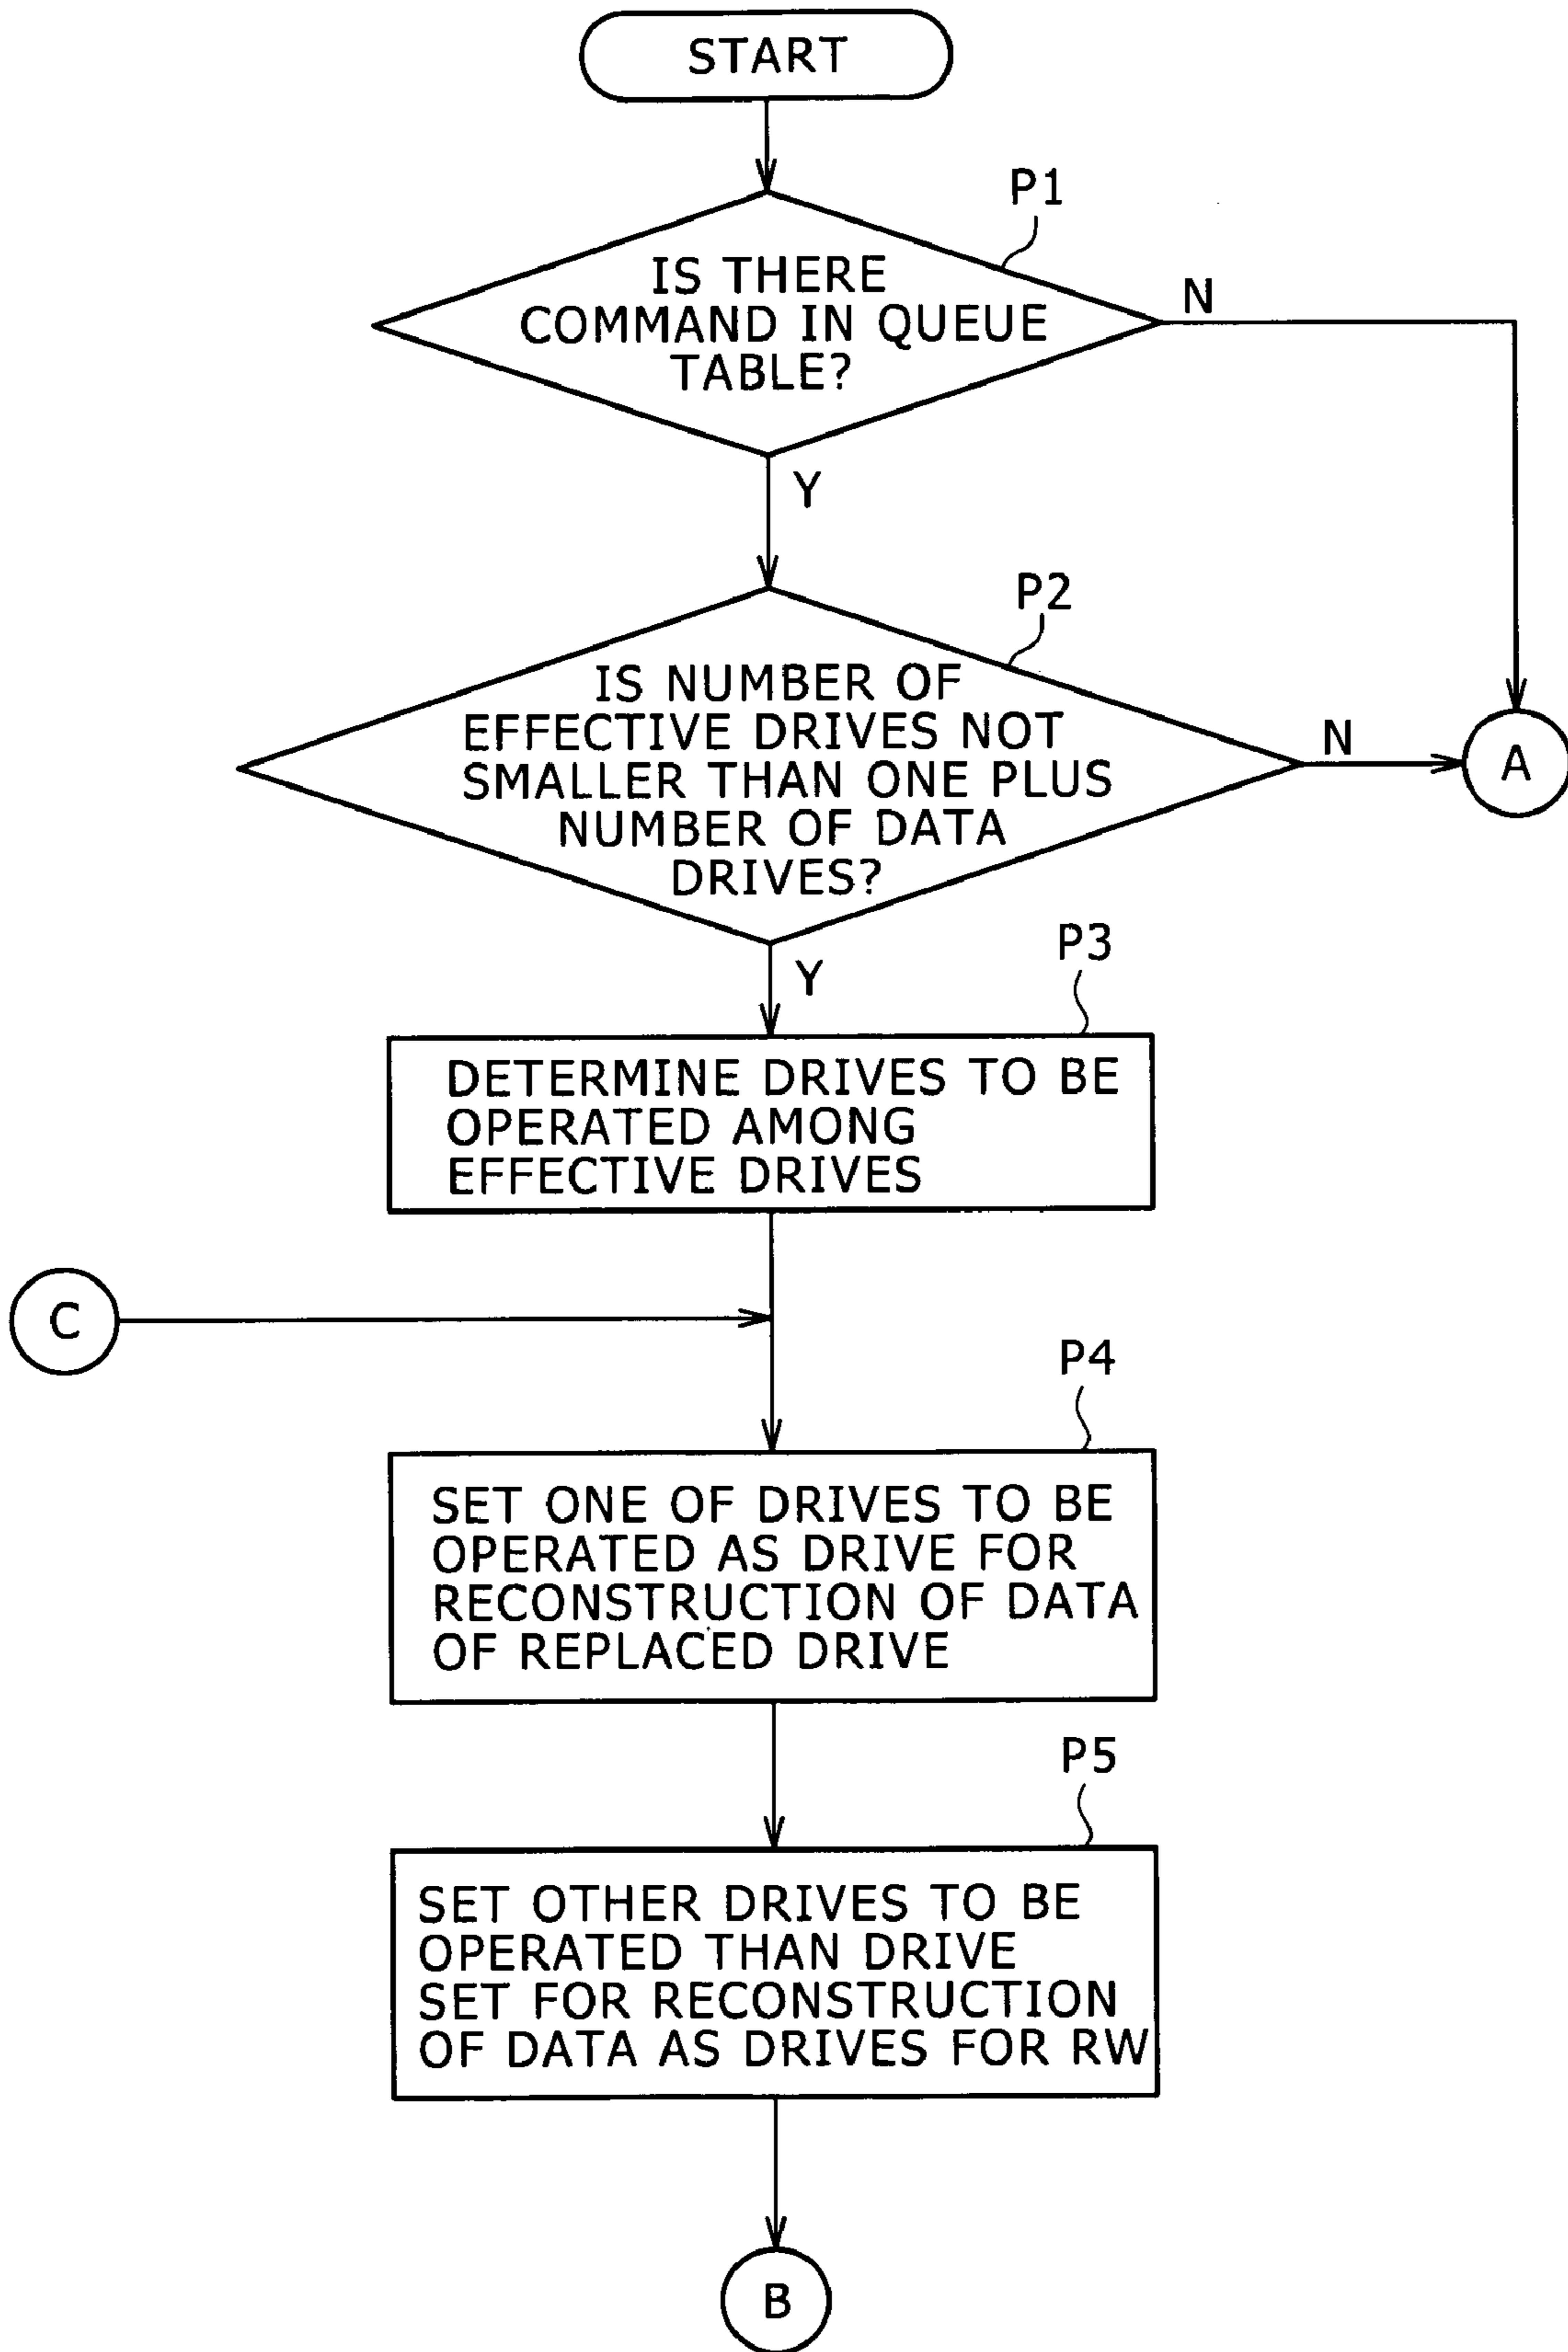 START
P1
IS THERE
COMMAND IN QUEUE
TABLE?
N
Y
P2
IS NUMBER OF
EFFECTIVE DRIVES NOT
SMALLER THAN ONE PLUS
NUMBER OF DATA
DRIVES?
N
A
Y
P3
DETERMINE DRIVES TO BE
OPERATED AMONG
EFFECTIVE DRIVES
C
P4
SET ONE OF DRIVES TO BE
OPERATED AS DRIVE FOR
RECONSTRUCTION OF DATA
OF REPLACED DRIVE
P5
SET OTHER DRIVES TO BE
OPERATED THAN DRIVE
SET FOR RECONSTRUCTION
OF DATA AS DRIVES FOR RW
B